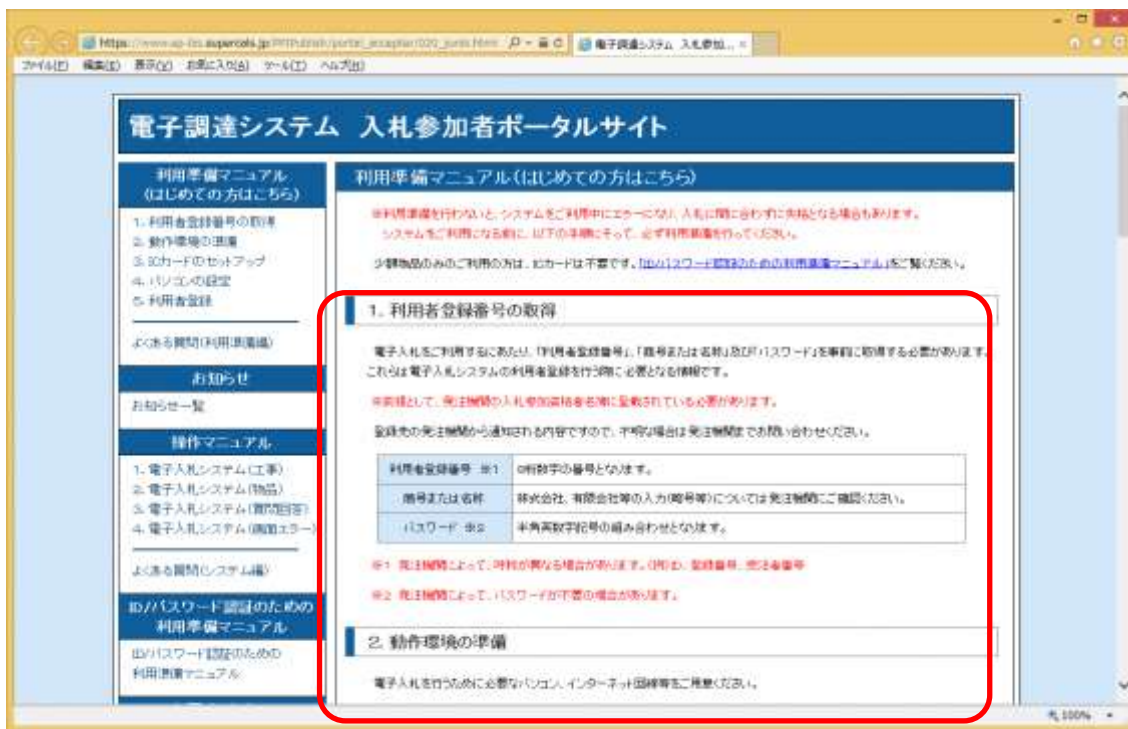 電子調達システム 入札参加...
ファイル(F) 編集(E) 表示(V) お気に入り(A) ツール(T) ヘルプ(H)
電子調達システム 入札参加者ポータルサイト
利用準備マニュアル
(はじめての方はこちら)
1. 利用者登録番号の取得
2. 動作環境の準備
3. ICカードのセットアップ
4. パソコンの設定
5. 利用者登録
よくある質問(利用準備編)
お知らせ
お知らせ一覧
操作マニュアル
1. 電子入札システム(工事)
2. 電子入札システム(物品)
3. 電子入札システム(質問回答)
4. 電子入札システム(画面エラー)
よくある質問(システム編)
ID/パスワード認証のための
利用準備マニュアル
ID/パスワード認証のための
利用準備マニュアル
利用準備マニュアル(はじめての方はこちら)
※利用準備を行わないと、システムをご利用中にエラーになり、入札に間に合わずに失格となる場合もあります。
システムをご利用になる前に、以下の手順にそって、必ず利用準備を行ってください。
少額物品のみのご利用の方は、ICカードは不要です。「ID/パスワード認証のための利用準備マニュアル」をご覧ください。
1. 利用者登録番号の取得
電子入札をご利用するにあたり、「利用者登録番号」、「商号または名称」及び「パスワード」を事前に取得する必要があります。
これらは電子入札システムの利用者登録を行う際に必要となる情報です。
※前提として、発注機関の入札参加資格者名簿に登載されている必要があります。
登録先の発注機関から通知される内容ですので、不明な場合は発注機関までお問い合わせください。
利用者登録番号 ※1 桁数字の番号となります。
商号または名称 株式会社、有限会社等の入力(略号等)については発注機関にご確認ください。
パスワード ※2 半角英数字記号の組み合わせとなります。
※1 発注機関によって、呼称が異なる場合があります。(例)ID、登録番号、受注者番号
※2 発注機関によって、パスワードが不要の場合があります。
2. 動作環境の準備
電子入札を行うために必要なパソコン、インターネット回線等をご用意ください。
100%